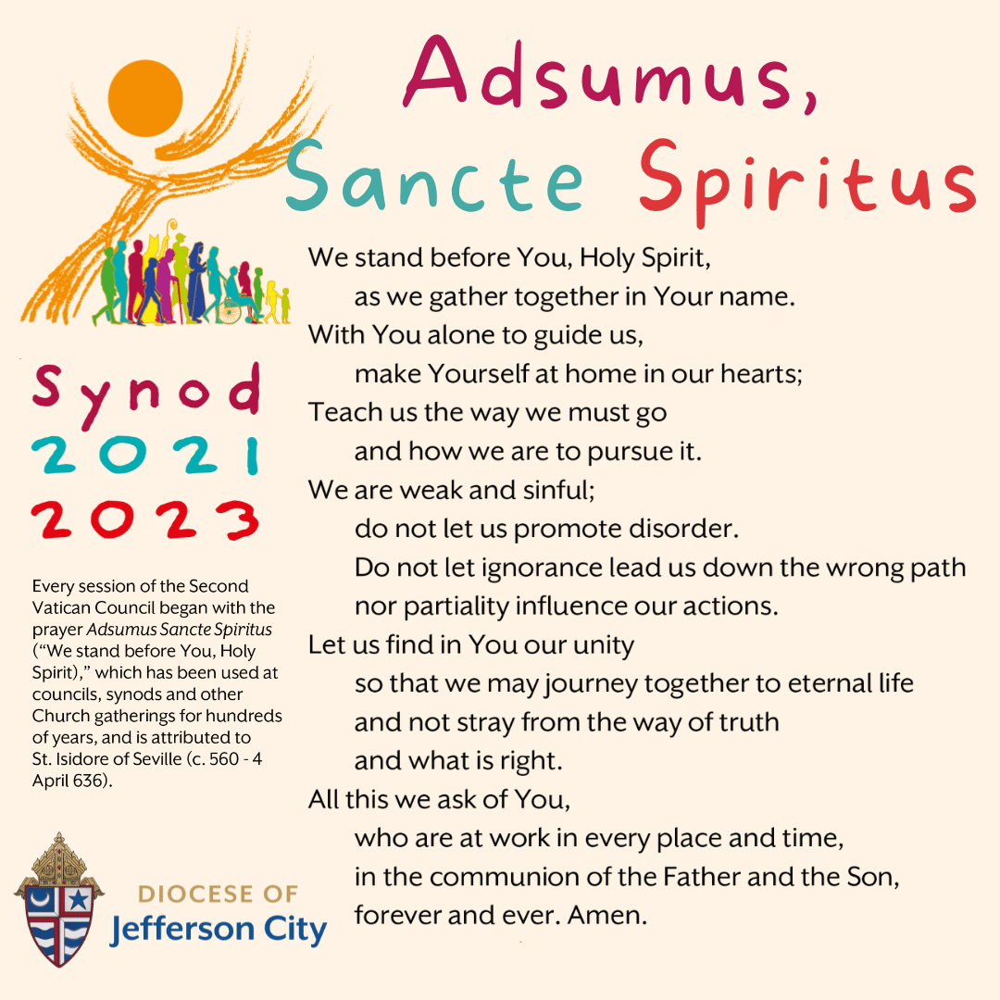 Adsumus,
Sancte Spiritus
We stand before You, Holy Spirit,
as we gather together in Your name.
With You alone to guide us,
make Yourself at home in our hearts;
Teach us the way we must go
and how we are to pursue it.
We are weak and sinful;
do not let us promote disorder.
Do not let ignorance lead us down the wrong path
nor partiality influence our actions.
Let us find in You our unity
so that we may journey together to eternal life
and not stray from the way of truth
and what is right.
All this we ask of You,
who are at work in every place and time,
in the communion of the Father and the Son,
forever and ever. Amen.
Synod
2021
2023
Every session of the Second
Vatican Council began with the
prayer Adsumus Sancte Spiritus
(“We stand before You, Holy
Spirit),” which has been used at
councils, synods and other
Church gatherings for hundreds
of years, and is attributed to
St. Isidore of Seville (c. 560 - 4
April 636).
DIOCESE OF
Jefferson City